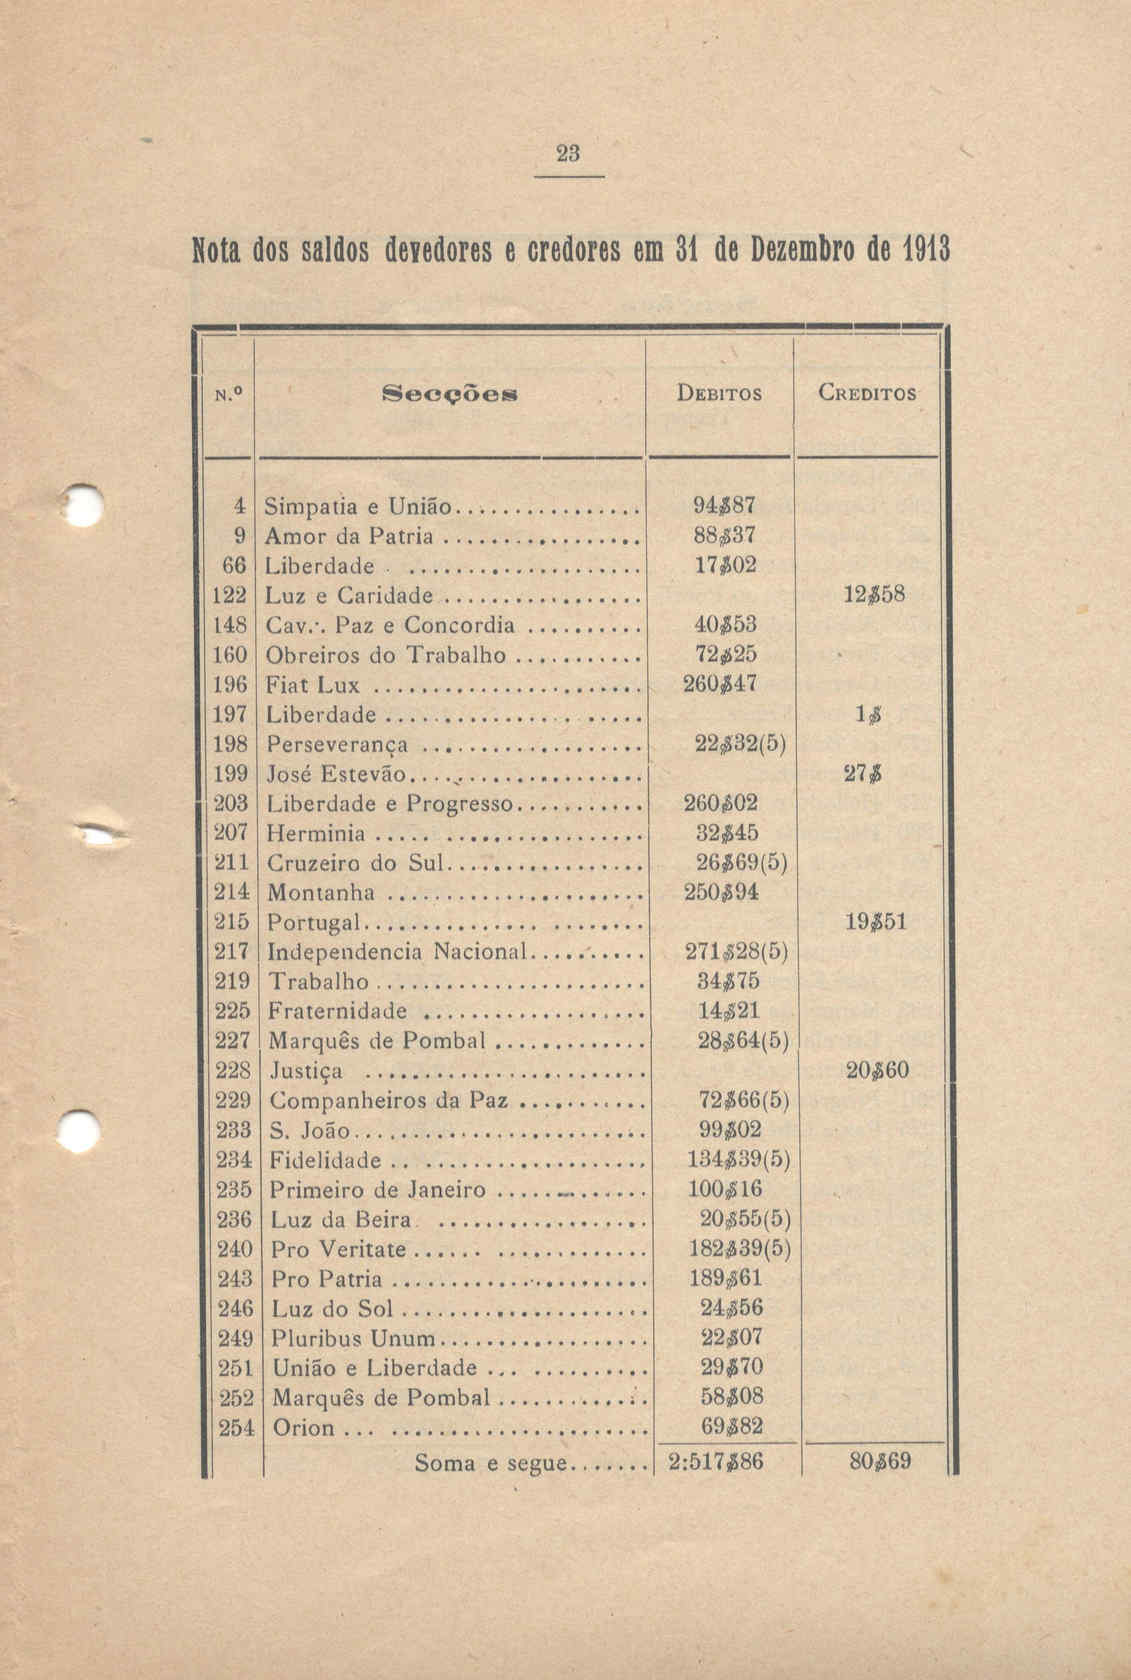 23
Nota dos saldos devedores e credores em 31 de Dezembro de 1913
N.º Secções DEBITOS CREDITOS
4 Simpatia e União................ 94$87
9 Amor da Patria ................. 88$37
66 Liberdade . .................... 17$02
122 Luz e Caridade ................. 12$58
148 Cav.·. Paz e Concordia .......... 40$53
160 Obreiros do Trabalho ........... 72$25
196 Fiat Lux ....................... 260$47
197 Liberdade ...................... 1$
198 Perseverança ................... 22$32(5)
199 José Estevão.................... 27$
203 Liberdade e Progresso........... 260$02
207 Herminia ..... ................. 32$45
211 Cruzeiro do Sul................. 26$69(5)
214 Montanha ...................... 250$94
215 Portugal............... ........ 19$51
217 Independencia Nacional.......... 271$28(5)
219 Trabalho ....................... 34$75
225 Fraternidade ................... 14$21
227 Marquês de Pombal ............. 28$64(5)
228 Justiça ........................ 20$60
229 Companheiros da Paz ........... 72$66(5)
233 S. João......................... 99$02
234 Fidelidade .. ................... 134$39(5)
235 Primeiro de Janeiro ............. 100$16
236 Luz da Beira. .................. 20$55(5)
240 Pro Veritate ...... ............. 182$39(5)
243 Pro Patria ...................... 189$61
246 Luz do Sol ..................... 24$56
249 Pluribus Unum.................. 22$07
251 União e Liberdade ... .......... 29$70
252 Marquês de Pombal ............. 58$08
254 Orion ... ...................... 69$82
Soma e segue....... 2:517$86 80$69